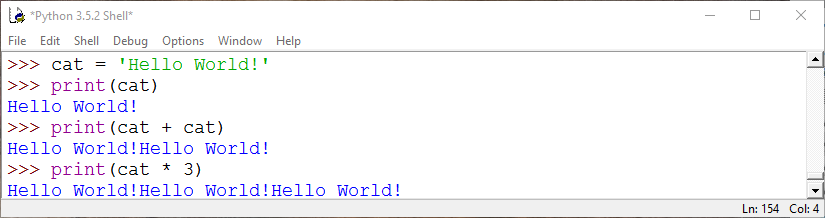 *Python 3.5.2 Shell*
File Edit Shell Debug Options Window Help
>>> cat = 'Hello World!'
>>> print(cat)
Hello World!
>>> print(cat + cat)
Hello World!Hello World!
>>> print(cat * 3)
Hello World!Hello World!Hello World!
Ln: 154 Col: 4